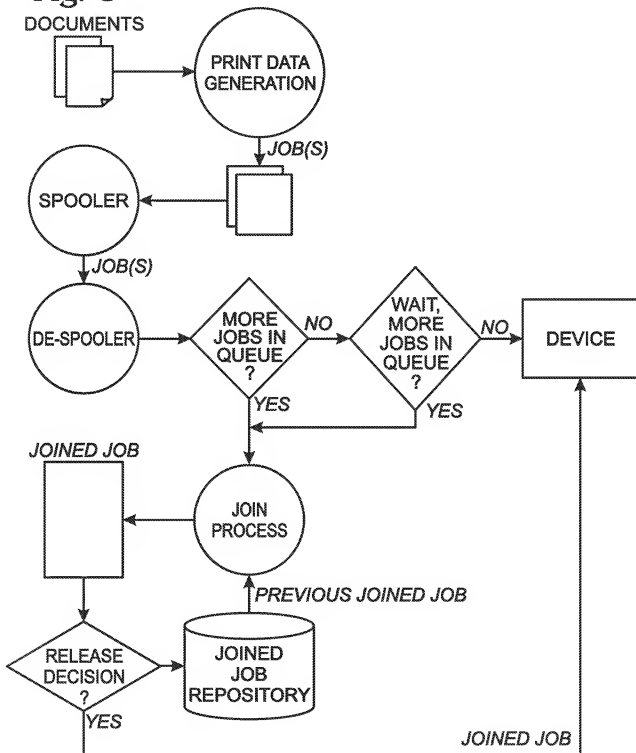 DOCUMENTS
PRINT DATA
GENERATION
JOB(S)
SPOOLER
JOB(S)
DE-SPOOLER
MORE
JOBS IN
QUEUE
?
NO
WAIT,
MORE
JOBS IN
QUEUE
?
NO
DEVICE
YES
YES
JOINED JOB
JOIN
PROCESS
PREVIOUS JOINED JOB
RELEASE
DECISION
?
JOINED
JOB
REPOSITORY
YES
JOINED JOB